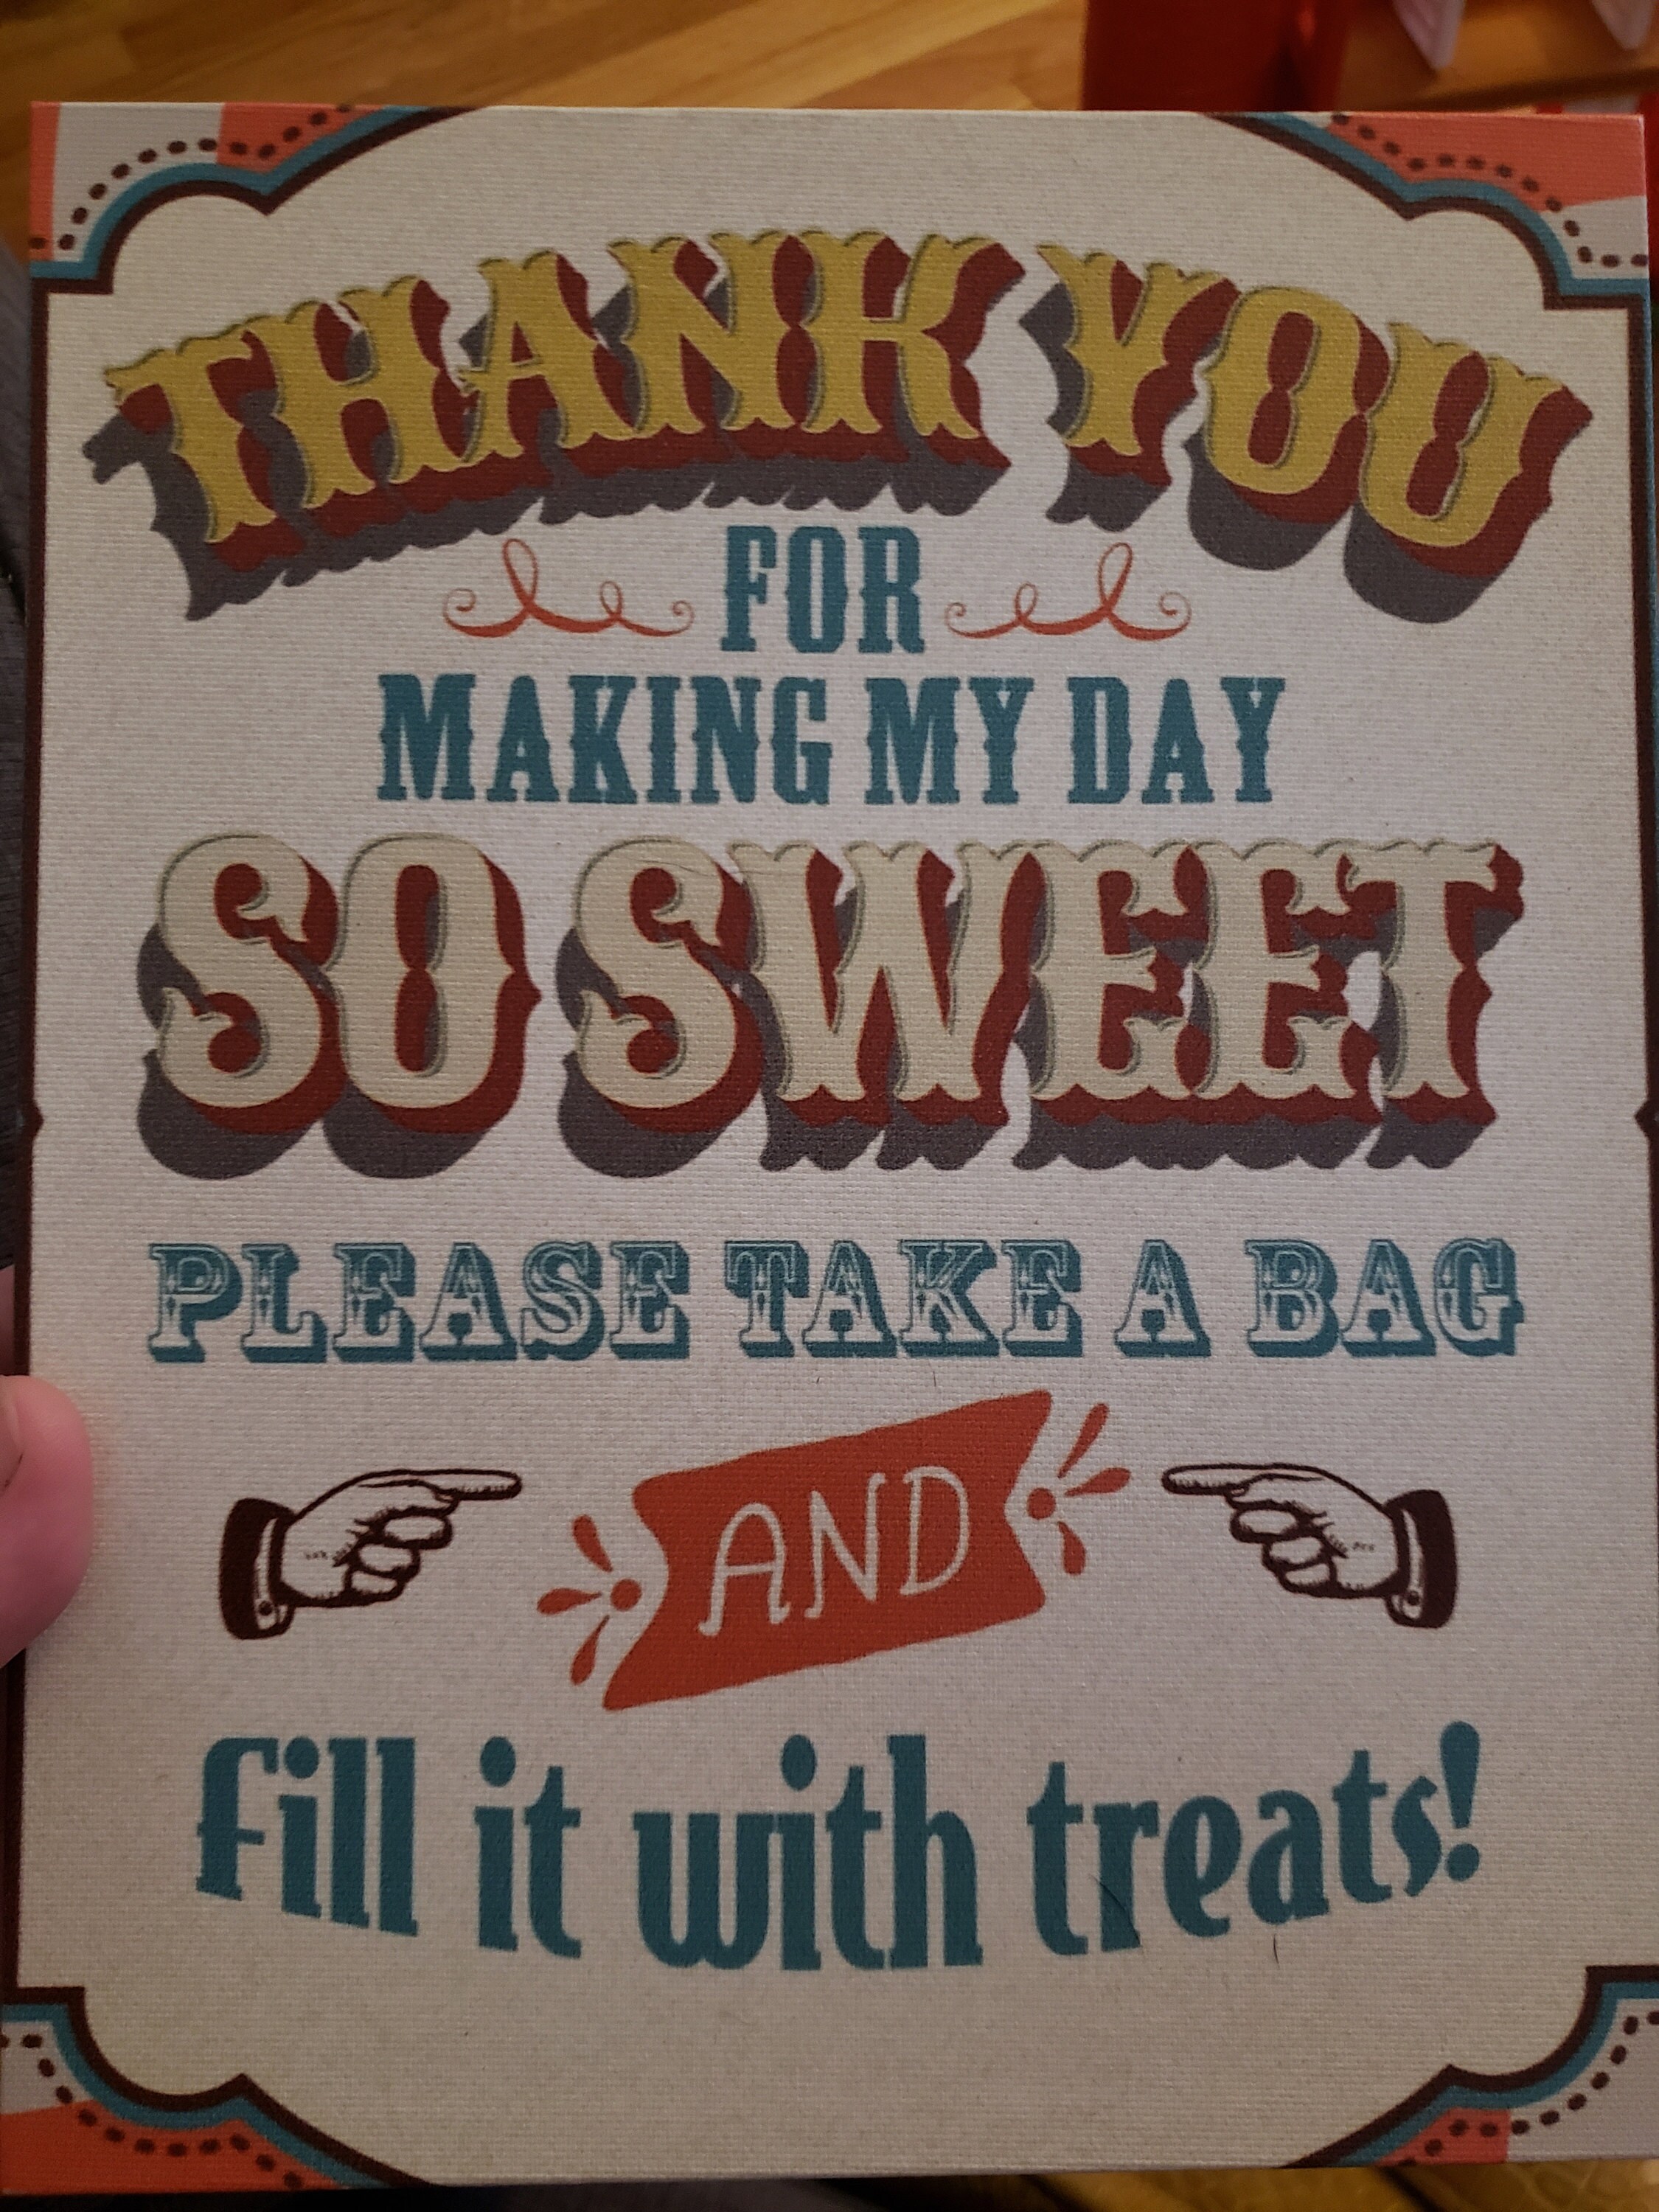 THANK YOU
FOR
MAKING MY DAY
SO SWEET
PLEASE TAKE A BAG
AND
fill it with treats!